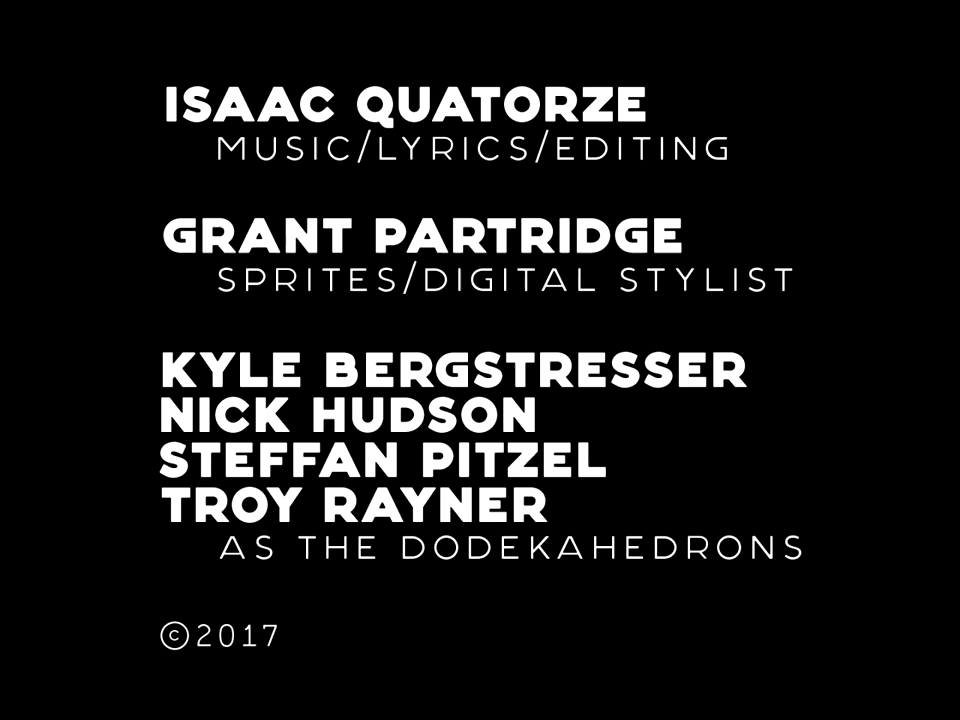 ISAAC QUATORZE
MUSIC/LYRICS/EDITING
GRANT PARTRIDGE
SPRITES/DIGITAL STYLIST
KYLE BERGSTRESSER
NICK HUDSON
STEFFAN PITZEL
TROY RAYNER
AS THE DODEKAHEDRONS
©2017